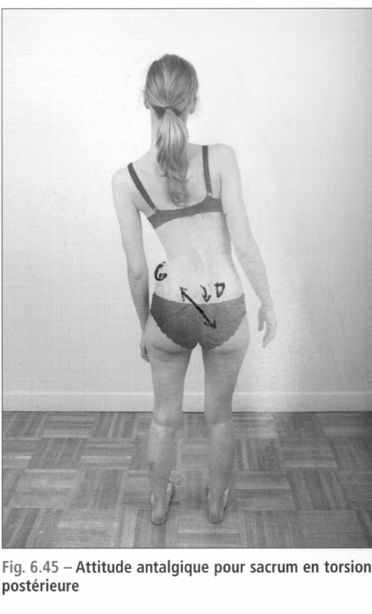 G
D
Fig. 6.45 – Attitude antalgique pour sacrum en torsion
postérieure